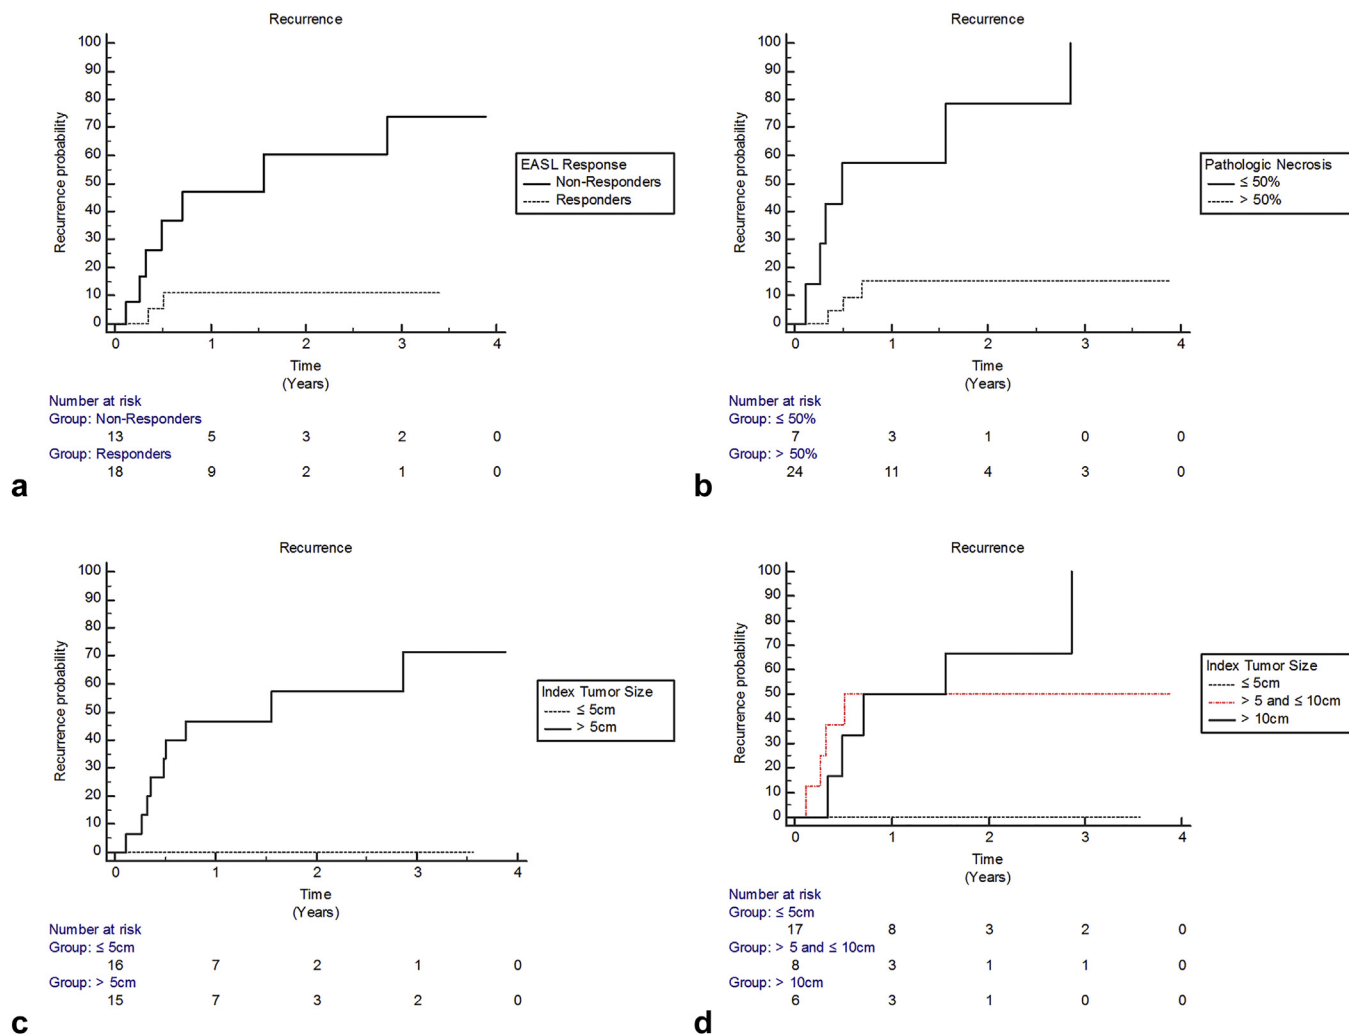 Recurrence
100
90
80
70
60
50
40
30
20
10
0
Recurrence probability
0 1 2 3 4
Time
(Years)
EASL Response
Non-Responders
Responders
Number at risk
Group: Non-Responders
13 5 3 2 0
Group: Responders
18 9 2 1 0
a
Recurrence
100
90
80
70
60
50
40
30
20
10
0
Recurrence probability
0 1 2 3 4
Time
(Years)
Pathologic Necrosis
≤ 50%
> 50%
Number at risk
Group: ≤ 50%
7 3 1 0 0
Group: > 50%
24 11 4 3 0
b
Recurrence
100
90
80
70
60
50
40
30
20
10
0
Recurrence probability
0 1 2 3 4
Time
(Years)
Index Tumor Size
≤ 5cm
> 5cm
Number at risk
Group: ≤ 5cm
16 7 2 1 0
Group: > 5cm
15 7 3 2 0
c
Recurrence
100
90
80
70
60
50
40
30
20
10
0
Recurrence probability
0 1 2 3 4
Time
(Years)
Index Tumor Size
≤ 5cm
> 5 and ≤ 10cm
> 10cm
Number at risk
Group: ≤ 5cm
17 8 3 2 0
Group: > 5 and ≤ 10cm
8 3 1 1 0
Group: > 10cm
6 3 1 0 0
d